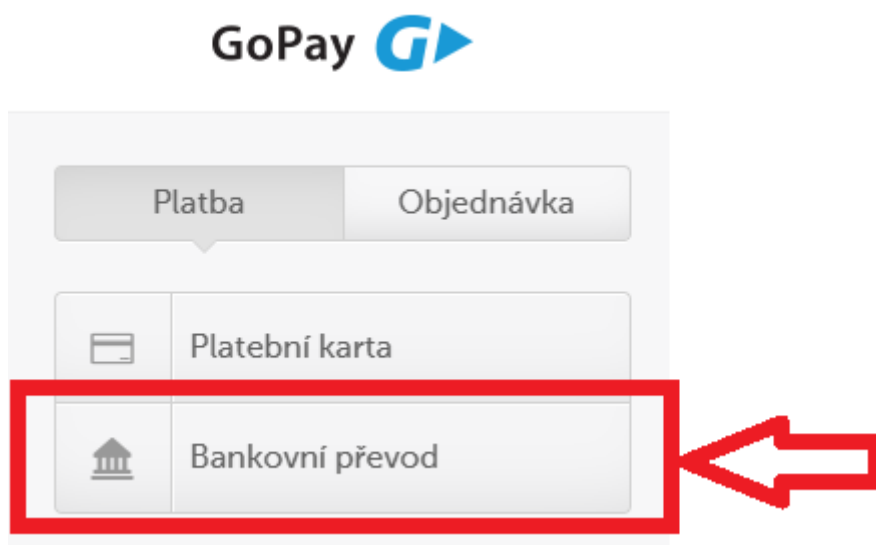 GoPay
Platba
Objednávka
Platební karta
Bankovní převod